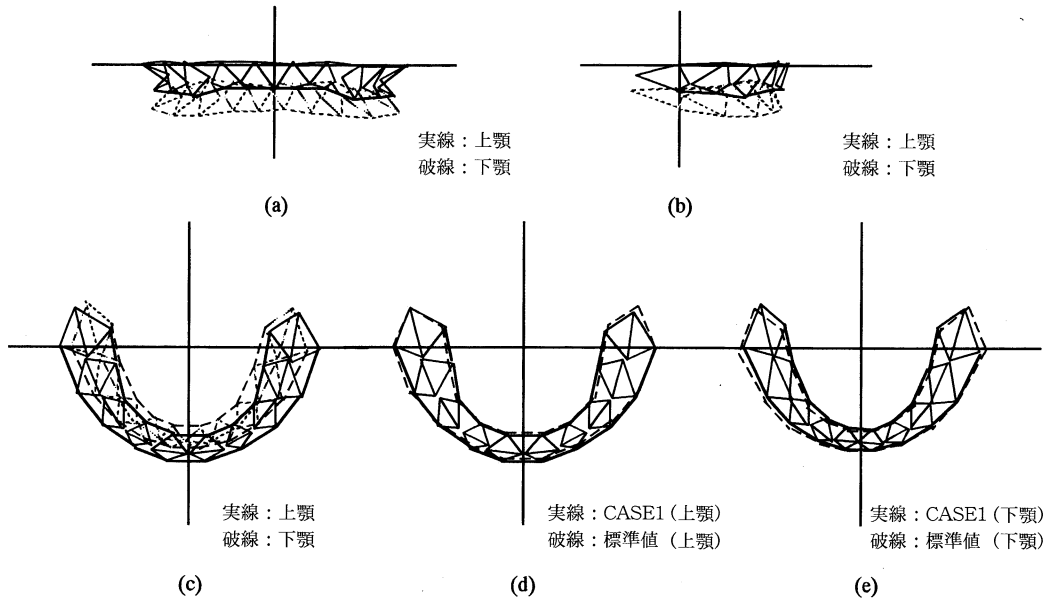 実線：上顎
破線：下顎
(a)
実線：上顎
破線：下顎
(b)
実線：上顎
破線：下顎
(c)
実線：CASE1 (上顎)
破線：標準値 (上顎)
(d)
実線：CASE1 (下顎)
破線：標準値 (下顎)
(e)